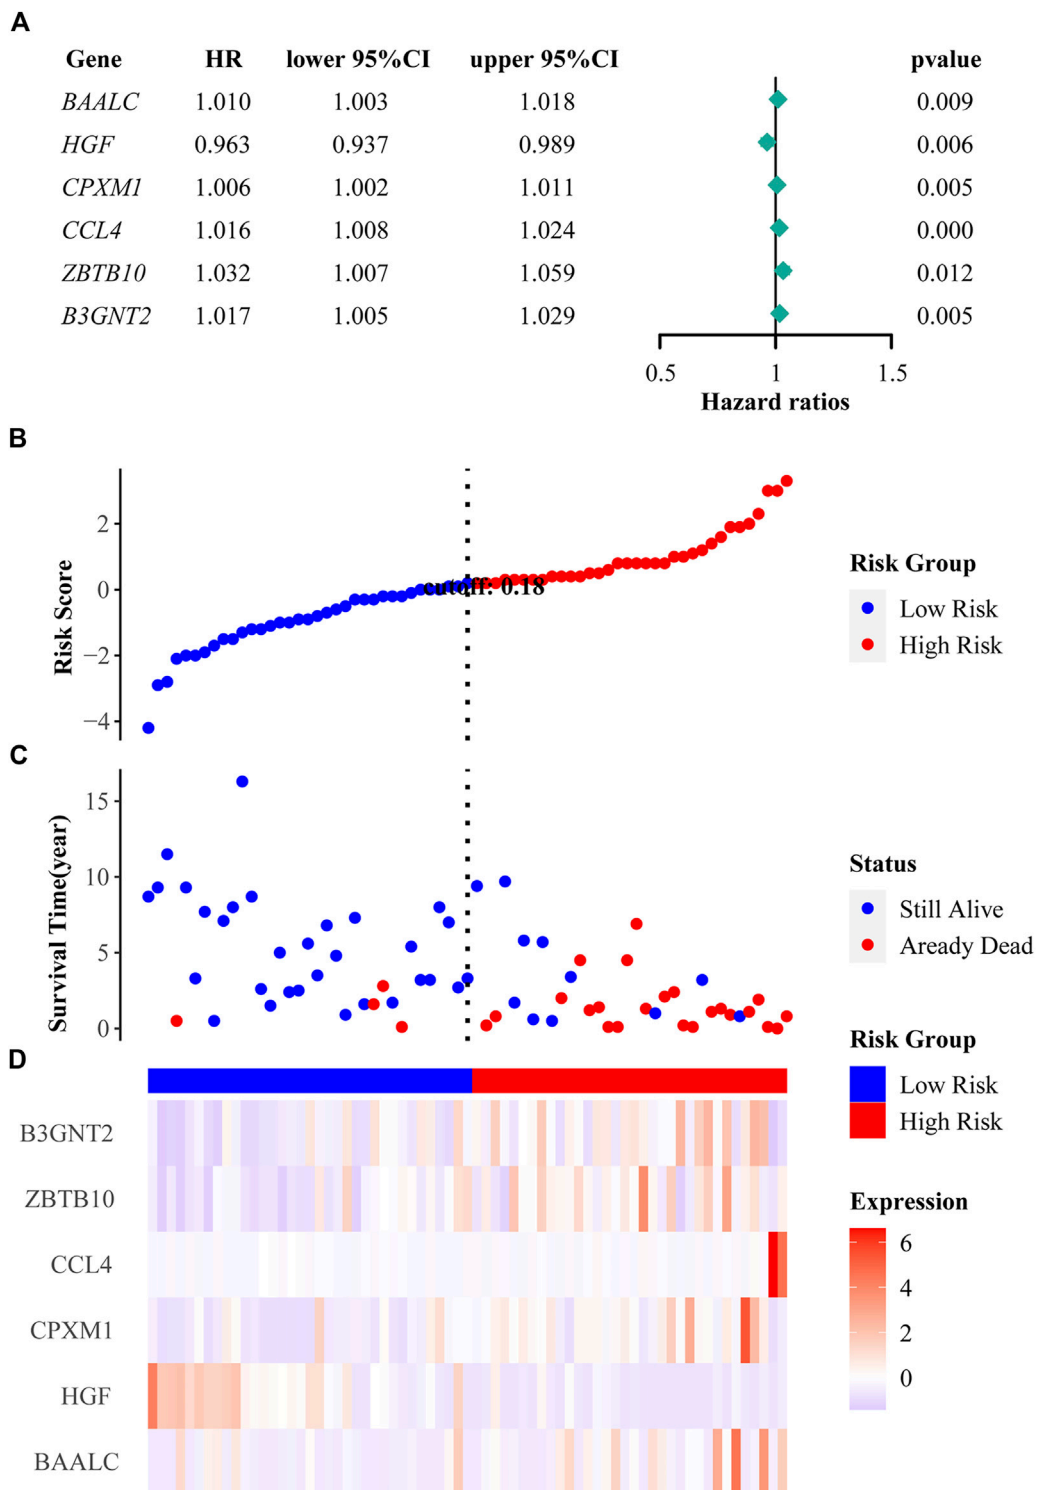 A
Gene HR lower 95%CI upper 95%CI pvalue
BAALC 1.010 1.003 1.018 0.009
HGF 0.963 0.937 0.989 0.006
CPXM1 1.006 1.002 1.011 0.005
CCL4 1.016 1.008 1.024 0.000
ZBTB10 1.032 1.007 1.059 0.012
B3GNT2 1.017 1.005 1.029 0.005
0.5 1 1.5
Hazard ratios
B
Risk Score
2
0
−2
−4
cutoff: 0.18
Risk Group
Low Risk
High Risk
C
Survival Time(year)
15
10
5
0
Status
Still Alive
Aready Dead
D
Risk Group
Low Risk
High Risk
B3GNT2
ZBTB10
CCL4
CPXM1
HGF
BAALC
Expression
6
4
2
0